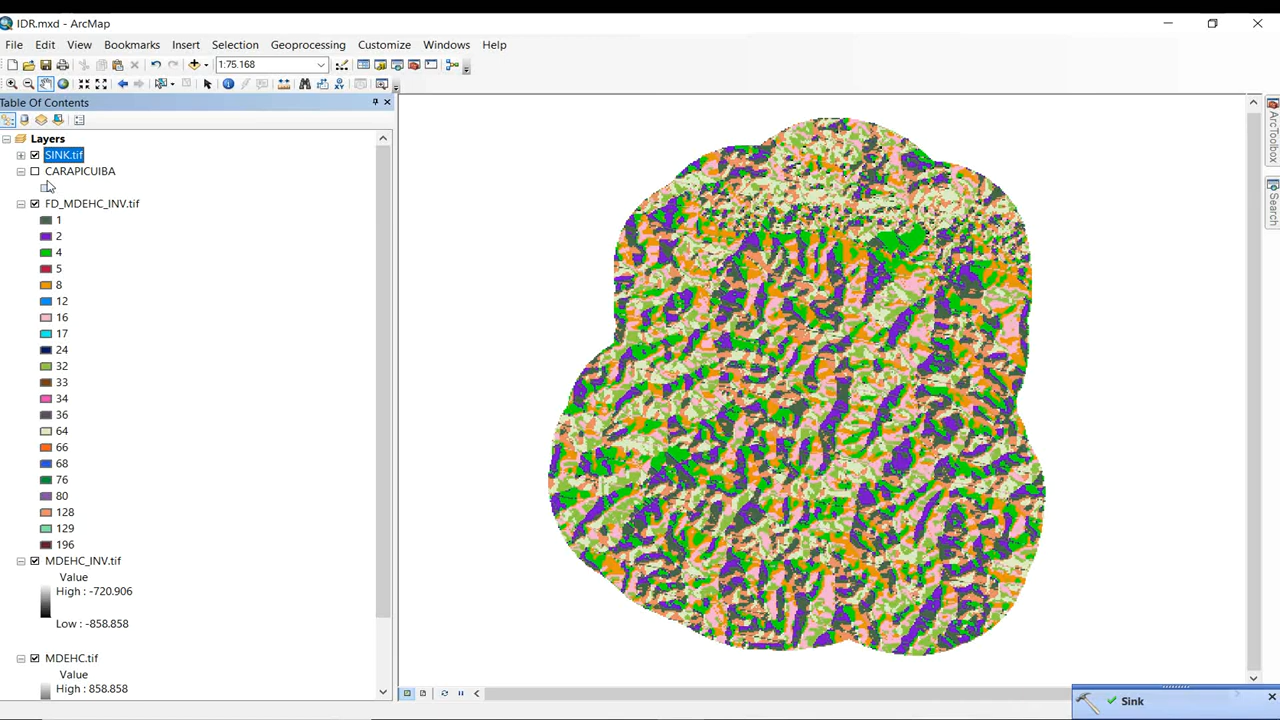 IDR.mxd - ArcMap
File Edit View Bookmarks Insert Selection Geoprocessing Customize Windows Help
1:75.168
Table Of Contents
Layers
SINK.tif
CARAPICUIBA
FD_MDEHC_INV.tif
1
2
4
5
8
12
16
17
24
32
33
34
36
64
66
68
76
80
128
129
196
MDEHC_INV.tif
Value
High : -720.906
Low : -858.858
MDEHC.tif
Value
High : 858.858
ArcToolbox
Search
Sink